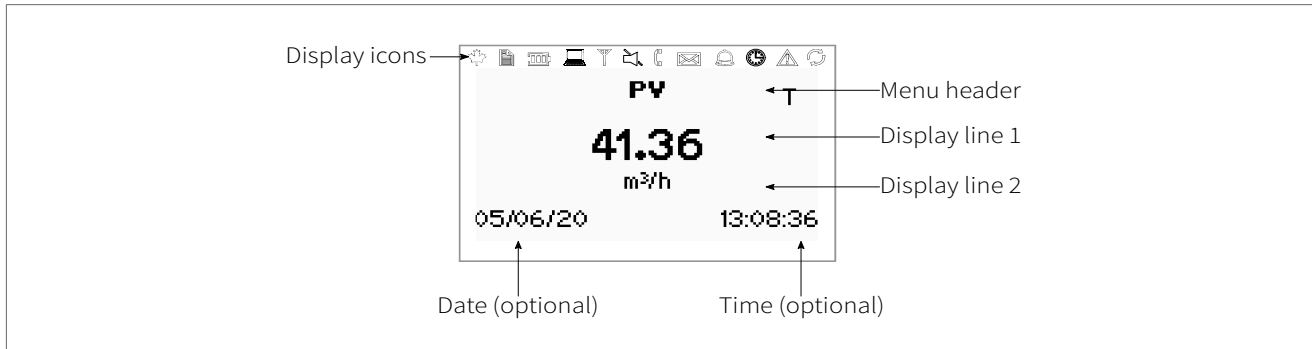 Display icons
PV
T
Menu header
41.36
Display line 1
m³/h
Display line 2
05/06/20 13:08:36
Date (optional) Time (optional)